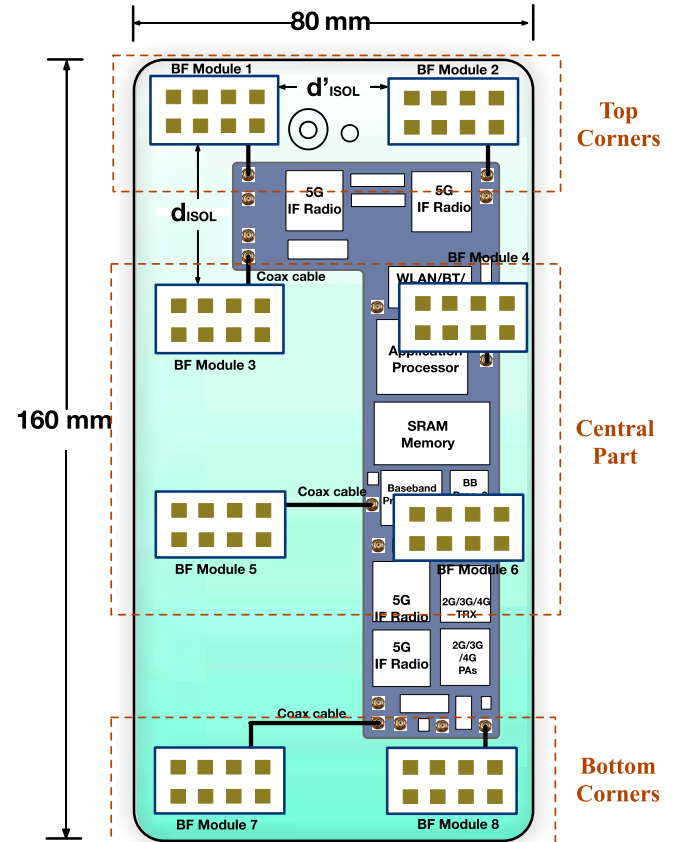 80 mm
BF Module 1
BF Module 2
d'ISOL
Top
Corners
5G
IF Radio
5G
IF Radio
dISOL
BF Module 4
Coax cable
WLAN/BT/
BF Module 3
Application
Processor
160 mm
SRAM
Memory
Central
Part
Baseband
BB
Coax cable
BF Module 5
BF Module 6
5G
IF Radio
2G/3G/4G
TRX
5G
IF Radio
2G/3G
/4G
PAs
Coax cable
Bottom
Corners
BF Module 7
BF Module 8